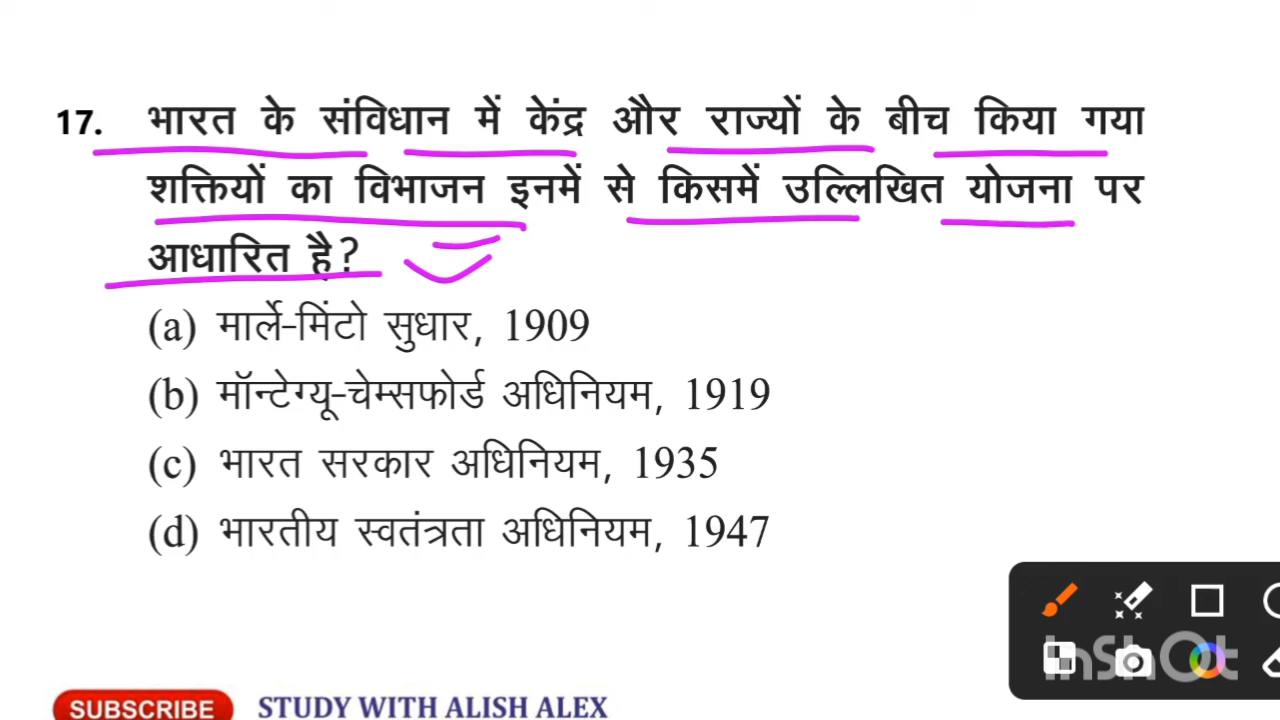 17. भारत के संविधान में केंद्र और राज्यों के बीच किया गया
शक्तियों का विभाजन इनमें से किसमें उल्लिखित योजना पर
आधारित है?
(a) मार्ले-मिंटो सुधार, 1909
(b) मॉन्टेग्यू-चेम्सफोर्ड अधिनियम, 1919
(c) भारत सरकार अधिनियम, 1935
(d) भारतीय स्वतंत्रता अधिनियम, 1947
InShOt
SUBSCRIBE STUDY WITH ALISH ALEX